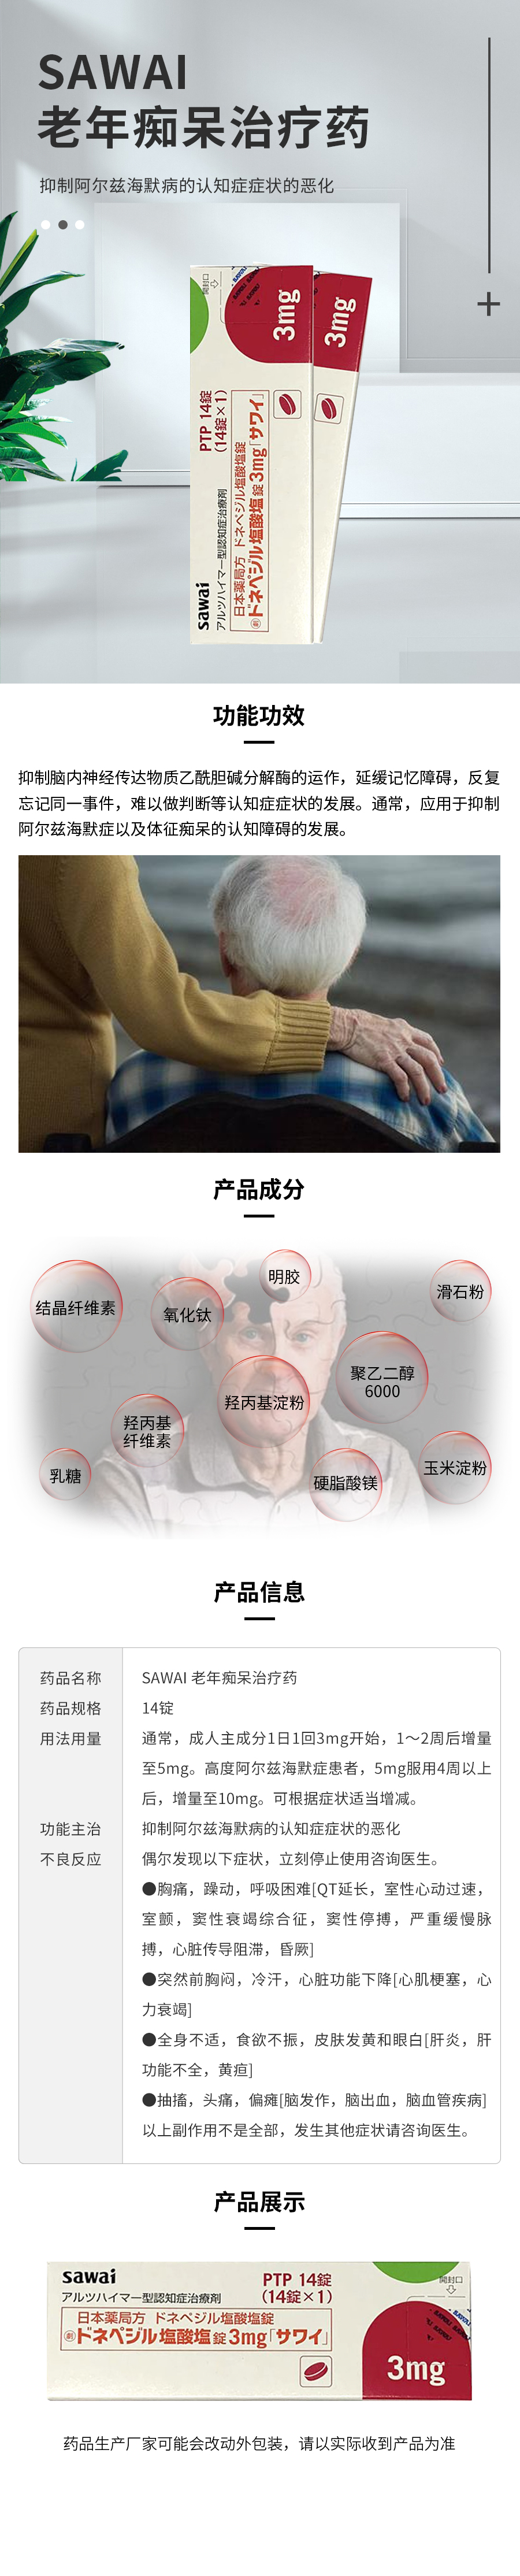 SAWAI
老年痴呆治疗药
抑制阿尔兹海默病的认知症症状的恶化
開封口
3mg
3mg
PTP 14錠
(14錠×1)
sawai
アルツハイマー型認知症治療剤
日本薬局方 ドネペジル塩酸塩錠
劇ドネペジル塩酸塩錠3mg「サワイ」
功能功效
抑制脑内神经传达物质乙酰胆碱分解酶的运作，延缓记忆障碍，反复
忘记同一事件，难以做判断等认知症症状的发展。通常，应用于抑制
阿尔兹海默症以及体征痴呆的认知障碍的发展。
产品成分
明胶
结晶纤维素
氧化钛
滑石粉
聚乙二醇
6000
羟丙基淀粉
羟丙基
纤维素
乳糖
硬脂酸镁
玉米淀粉
产品信息
药品名称 SAWAI 老年痴呆治疗药
药品规格 14锭
用法用量 通常，成人主成分1日1回3mg开始，1～2周后增量
至5mg。高度阿尔兹海默症患者，5mg服用4周以上
后，增量至10mg。可根据症状适当增减。
功能主治 抑制阿尔兹海默病的认知症症状的恶化
不良反应 偶尔发现以下症状，立刻停止使用咨询医生。
●胸痛，躁动，呼吸困难[QT延长，室性心动过速，
室颤，窦性衰竭综合征，窦性停搏，严重缓慢脉
搏，心脏传导阻滞，昏厥]
●突然前胸闷，冷汗，心脏功能下降[心肌梗塞，心
力衰竭]
●全身不适，食欲不振，皮肤发黄和眼白[肝炎，肝
功能不全，黄疸]
●抽搐，头痛，偏瘫[脑发作，脑出血，脑血管疾病]
以上副作用不是全部，发生其他症状请咨询医生。
产品展示
sawai
アルツハイマー型認知症治療剤
PTP 14錠
(14錠×1)
開封口
日本薬局方 ドネペジル塩酸塩錠
劇ドネペジル塩酸塩錠3mg「サワイ」
3mg
药品生产厂家可能会改动外包装，请以实际收到产品为准